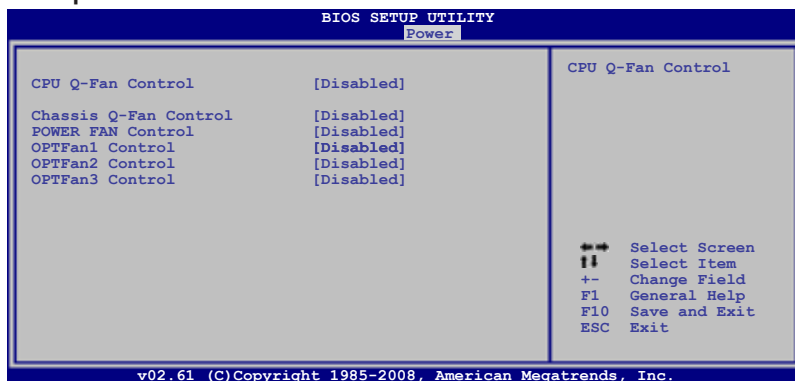 BIOS SETUP UTILITY
Power
CPU Q-Fan Control [Disabled]
Chassis Q-Fan Control [Disabled]
POWER FAN Control [Disabled]
OPTFan1 Control [Disabled]
OPTFan2 Control [Disabled]
OPTFan3 Control [Disabled]
CPU Q-Fan Control
←→ Select Screen
↑↓ Select Item
+- Change Field
F1 General Help
F10 Save and Exit
ESC Exit
v02.61 (C)Copyright 1985-2008, American Megatrends, Inc.